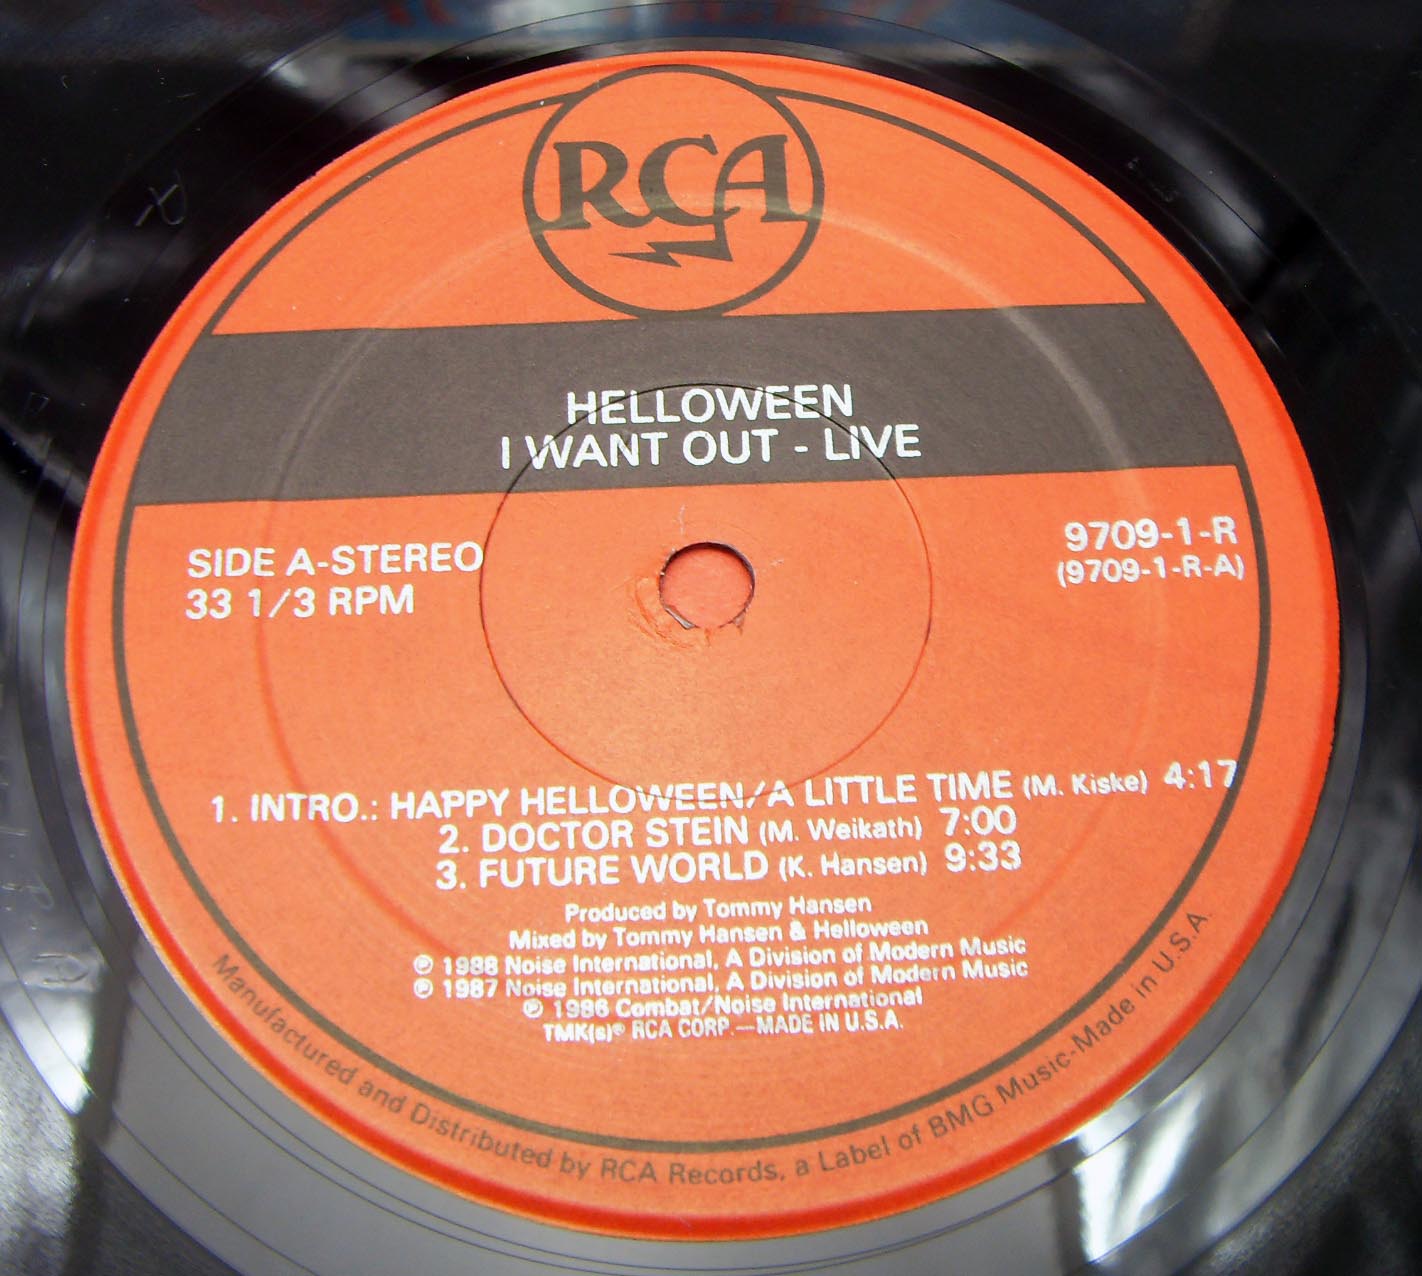 RCA
HELLOWEEN
I WANT OUT - LIVE
SIDE A-STEREO
33 1/3 RPM
9709-1-R
(9709-1-R-A)
1. INTRO.: HAPPY HELLOWEEN/A LITTLE TIME (M. Kiske) 4:17
2. DOCTOR STEIN (M. Weikath) 7:00
3. FUTURE WORLD (K. Hansen) 9:33
Produced by Tommy Hansen
Mixed by Tommy Hansen & Helloween
℗ 1988 Noise International, A Division of Modern Music
℗ 1987 Noise International, A Division of Modern Music
℗ 1986 Combat/Noise International
TMK(s)® RCA CORP.—MADE IN U.S.A.
Manufactured and Distributed by RCA Records, a Label of BMG Music-Made in U.S.A.